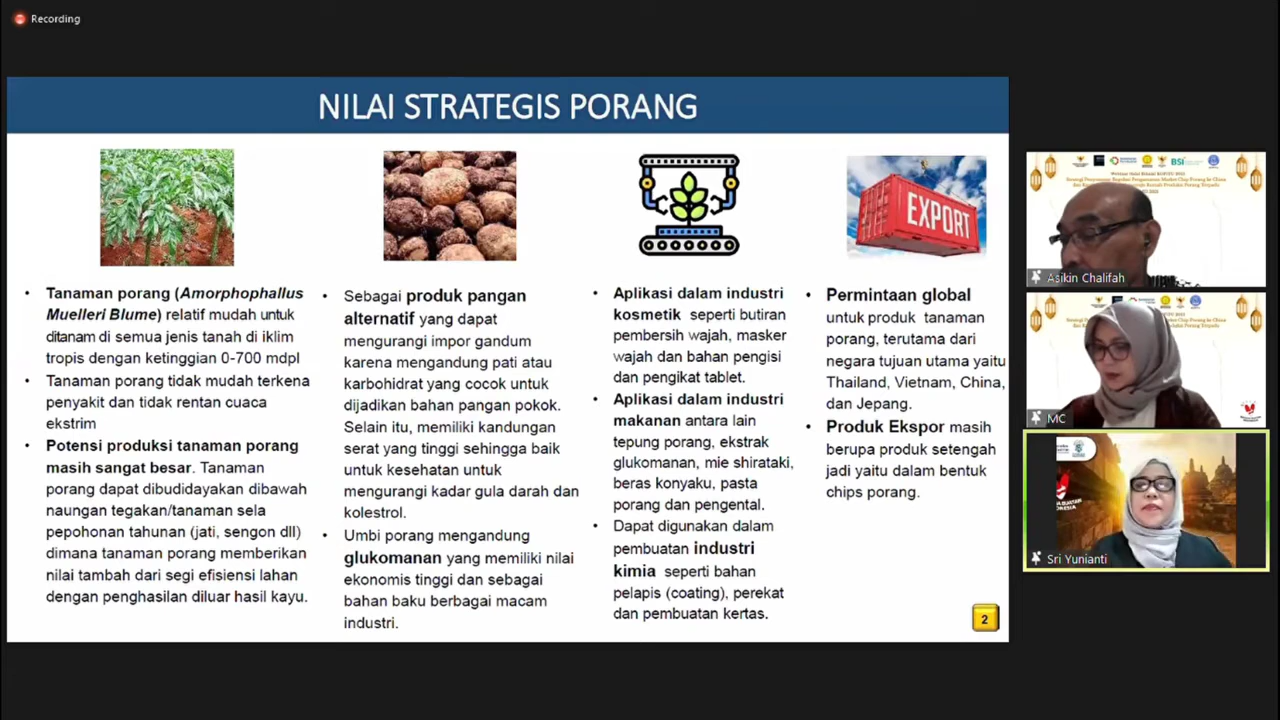 Recording
NILAI STRATEGIS PORANG
EXPORT
• Tanaman porang (Amorphophallus
Muelleri Blume) relatif mudah untuk
ditanam di semua jenis tanah di iklim
tropis dengan ketinggian 0-700 mdpl
• Tanaman porang tidak mudah terkena
penyakit dan tidak rentan cuaca
ekstrim
• Potensi produksi tanaman porang
masih sangat besar. Tanaman
porang dapat dibudidayakan dibawah
naungan tegakan/tanaman sela
pepohonan tahunan (jati, sengon dll)
dimana tanaman porang memberikan
nilai tambah dari segi efisiensi lahan
dengan penghasilan diluar hasil kayu.
• Sebagai produk pangan
alternatif yang dapat
mengurangi impor gandum
karena mengandung pati atau
karbohidrat yang cocok untuk
dijadikan bahan pangan pokok.
Selain itu, memiliki kandungan
serat yang tinggi sehingga baik
untuk kesehatan untuk
mengurangi kadar gula darah dan
kolestrol.
• Umbi porang mengandung
glukomanan yang memiliki nilai
ekonomis tinggi dan sebagai
bahan baku berbagai macam
industri.
• Aplikasi dalam industri
kosmetik seperti butiran
pembersih wajah, masker
wajah dan bahan pengisi
dan pengikat tablet.
• Aplikasi dalam industri
makanan antara lain
tepung porang, ekstrak
glukomanan, mie shirataki,
beras konyaku, pasta
porang dan pengental.
• Dapat digunakan dalam
pembuatan industri
kimia seperti bahan
pelapis (coating), perekat
dan pembuatan kertas.
• Permintaan global
untuk produk tanaman
porang, terutama dari
negara tujuan utama yaitu
Thailand, Vietnam, China,
dan Jepang.
• Produk Ekspor masih
berupa produk setengah
jadi yaitu dalam bentuk
chips porang.
2
BSI
Asikin Chalifah
MC
Sri Yunianti